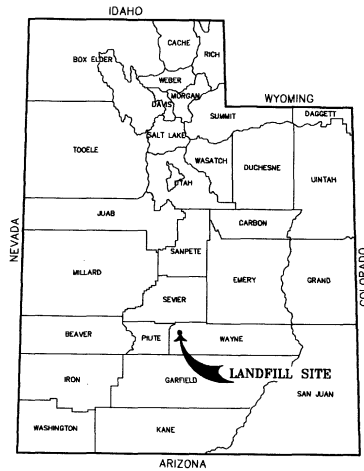 IDAHO
CACHE
RICH
BOX ELDER
WEBER
MORGAN
DAVIS
WYOMING
SUMMIT
DAGGETT
SALT LAKE
TOOELE
WASATCH
DUCHESNE
UINTAH
UTAH
JUAB
CARBON
NEVADA
SANPETE
MILLARD
EMERY
GRAND
COLORADO
SEVIER
BEAVER
PIUTE
WAYNE
LANDFILL SITE
IRON
GARFIELD
SAN JUAN
WASHINGTON
KANE
ARIZONA